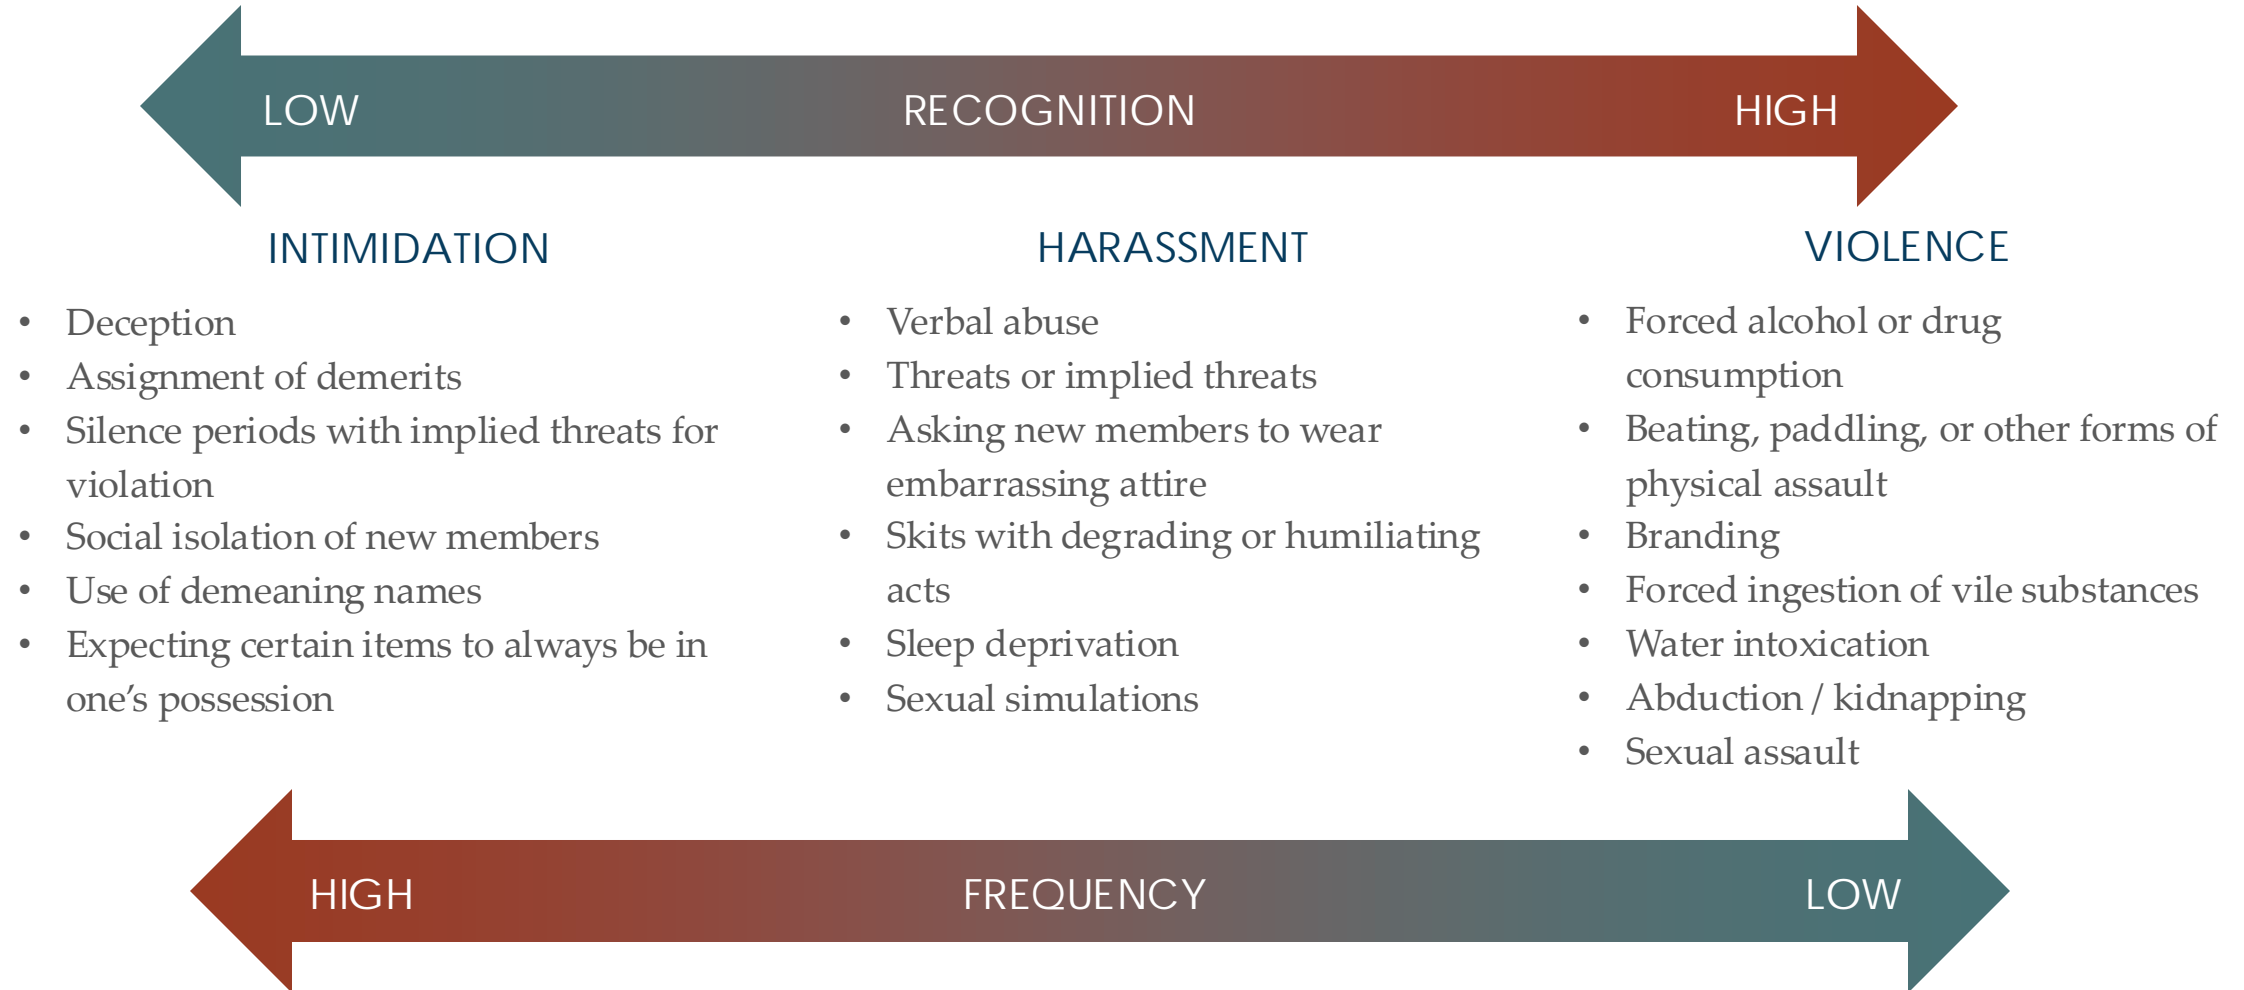 LOW RECOGNITION HIGH
INTIMIDATION
• Deception
• Assignment of demerits
• Silence periods with implied threats for
violation
• Social isolation of new members
• Use of demeaning names
• Expecting certain items to always be in
one’s possession
HARASSMENT
• Verbal abuse
• Threats or implied threats
• Asking new members to wear
embarrassing attire
• Skits with degrading or humiliating
acts
• Sleep deprivation
• Sexual simulations
VIOLENCE
• Forced alcohol or drug
consumption
• Beating, paddling, or other forms of
physical assault
• Branding
• Forced ingestion of vile substances
• Water intoxication
• Abduction / kidnapping
• Sexual assault
HIGH FREQUENCY LOW